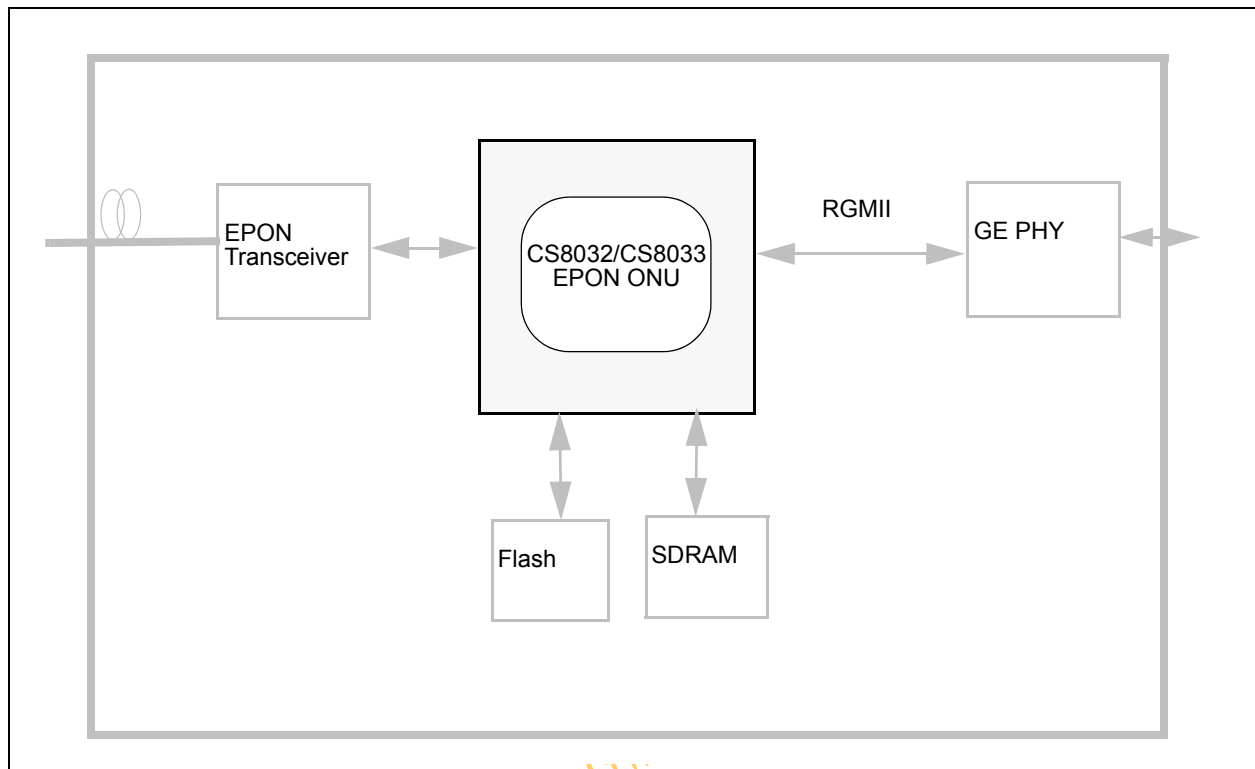 EPON
Transceiver
CS8032/CS8033
EPON ONU
RGMII
GE PHY
Flash
SDRAM